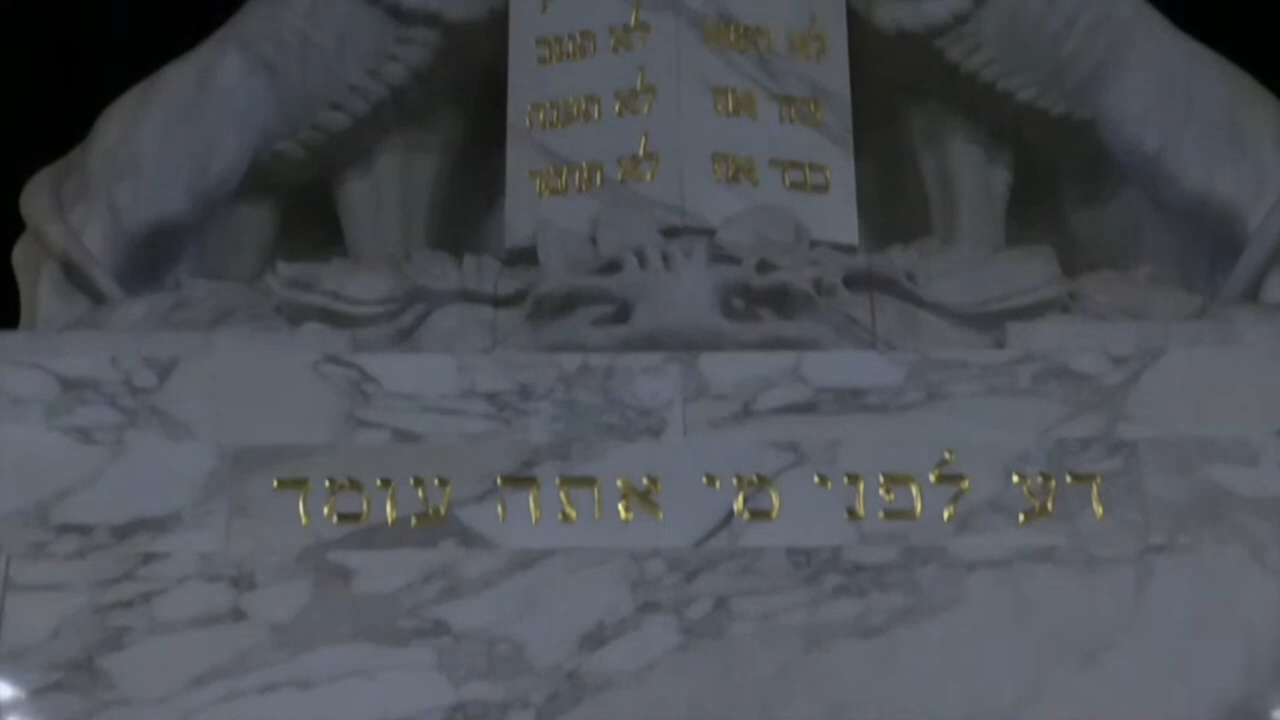 לא תשא
זכור את
כבד את
לא תגנב
לא תענה
לא תחמד
דע לפני מי אתה עומד